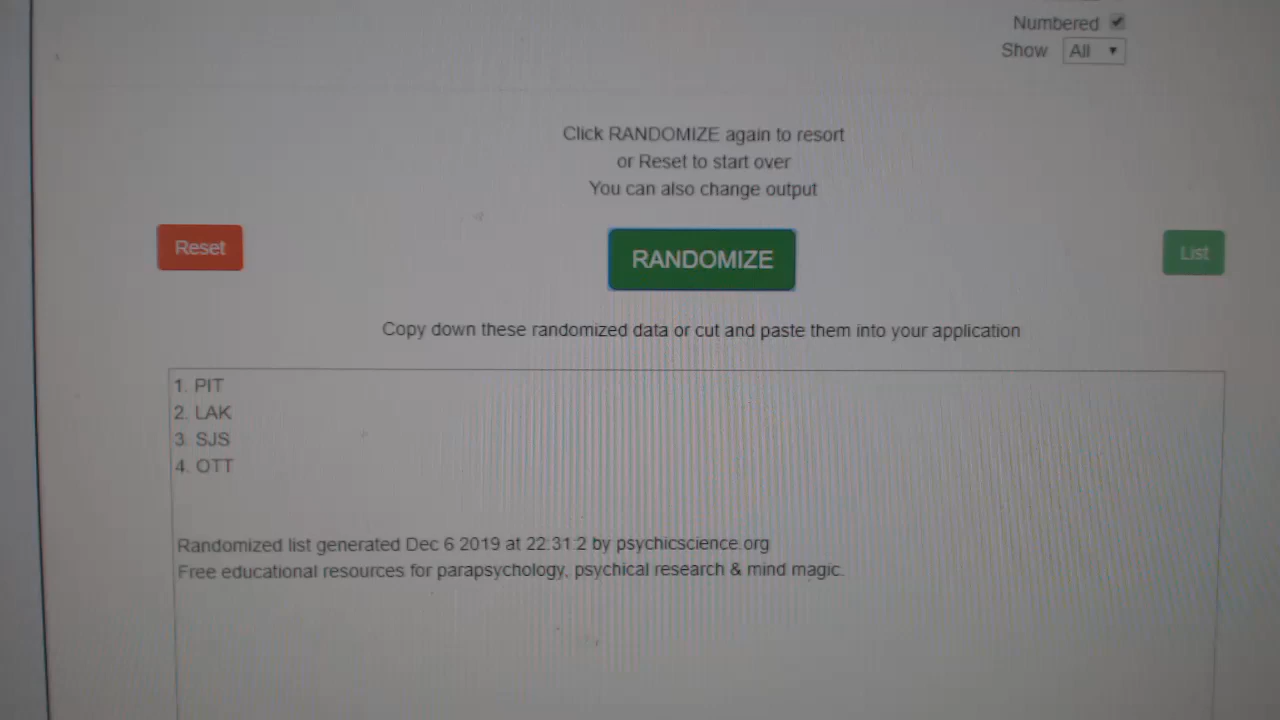 Numbered
Show All
Click RANDOMIZE again to resort
or Reset to start over
You can also change output
Reset
RANDOMIZE
List
Copy down these randomized data or cut and paste them into your application
1. PIT
2. LAK
3. SJS
4. OTT
Randomized list generated Dec 6 2019 at 22:31:2 by psychicscience.org
Free educational resources for parapsychology, psychical research & mind magic.